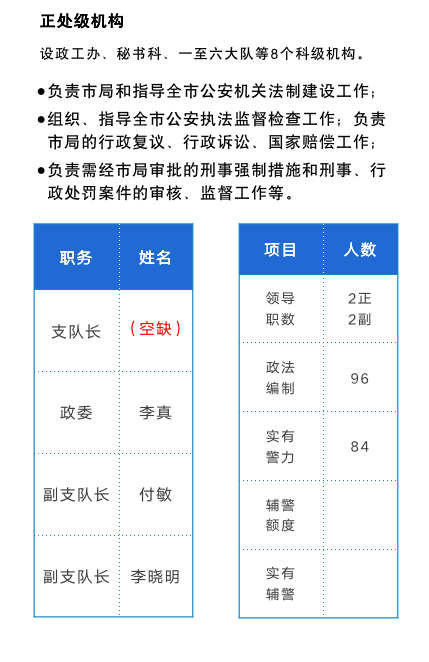 正处级机构
设政工办、秘书科、一至六大队等8个科级机构。
●负责市局和指导全市公安机关法制建设工作；
●组织、指导全市公安执法监督检查工作；负责
市局的行政复议、行政诉讼、国家赔偿工作；
●负责需经市局审批的刑事强制措施和刑事、行
政处罚案件的审核、监督工作等。
职务 姓名
支队长 （空缺）
政委 李真
副支队长 付敏
副支队长 李晓明
项目 人数
领导 2正
职数 2副
政法
编制 96
实有
警力 84
辅警
额度
实有
辅警